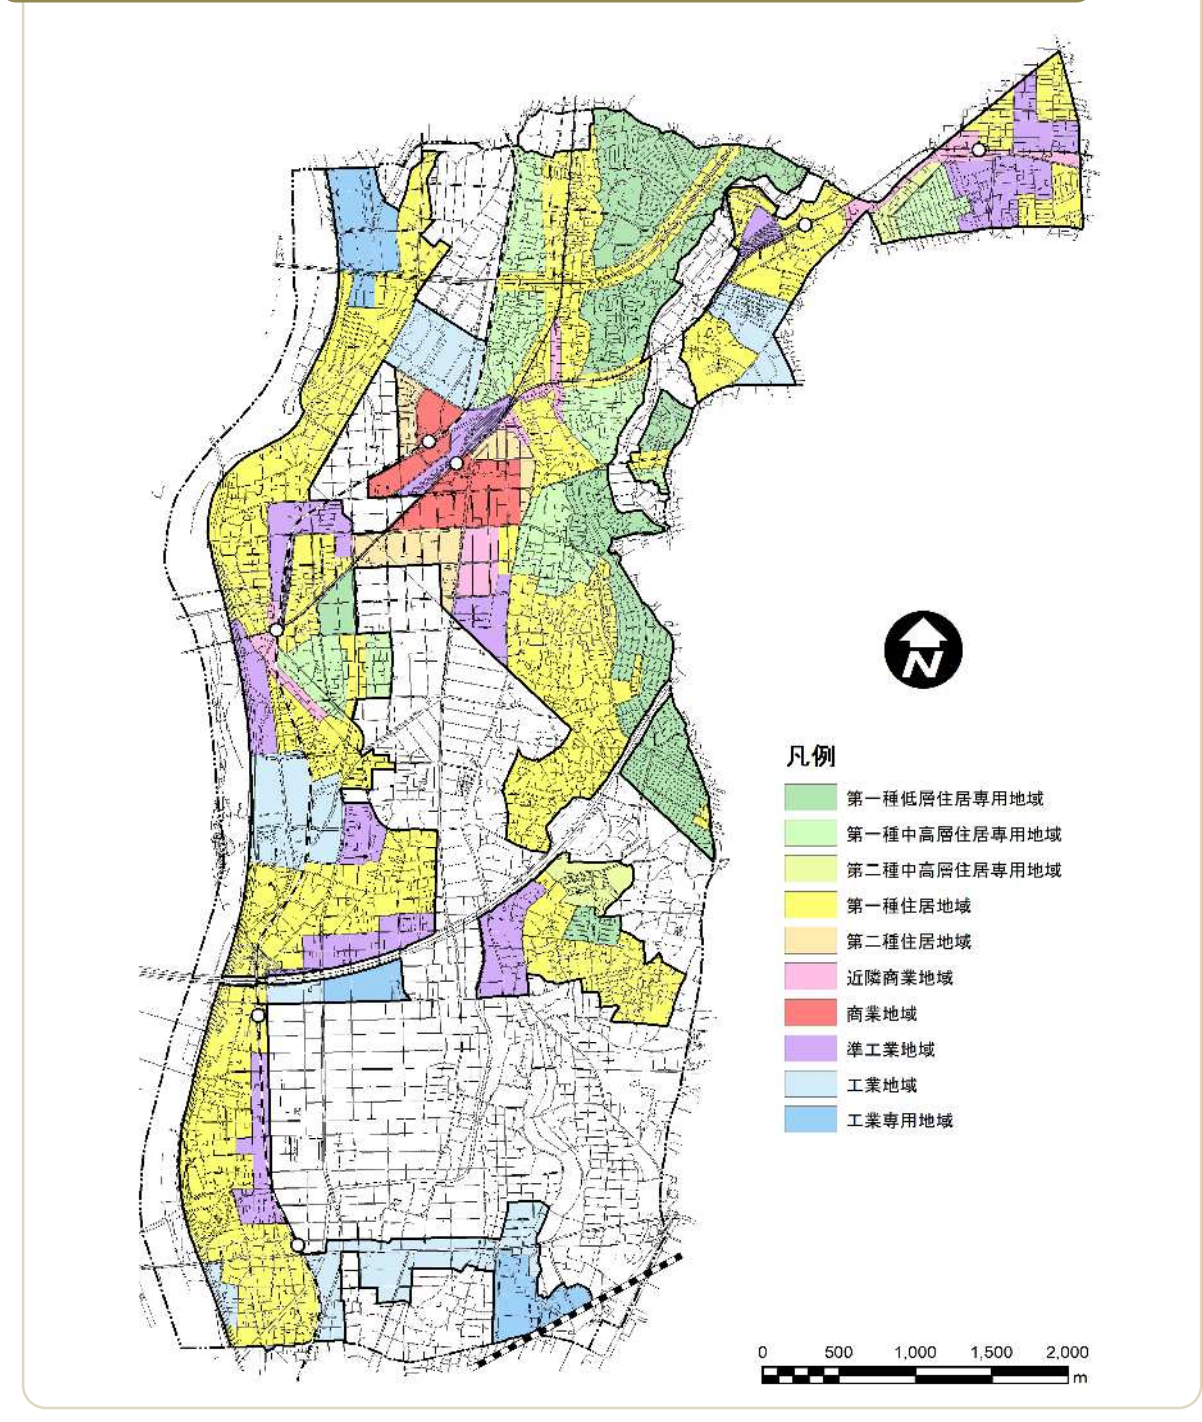 N
凡例
第一種低層住居専用地域
第一種中高層住居専用地域
第二種中高層住居専用地域
第一種住居地域
第二種住居地域
近隣商業地域
商業地域
準工業地域
工業地域
工業専用地域
0 500 1,000 1,500 2,000
m